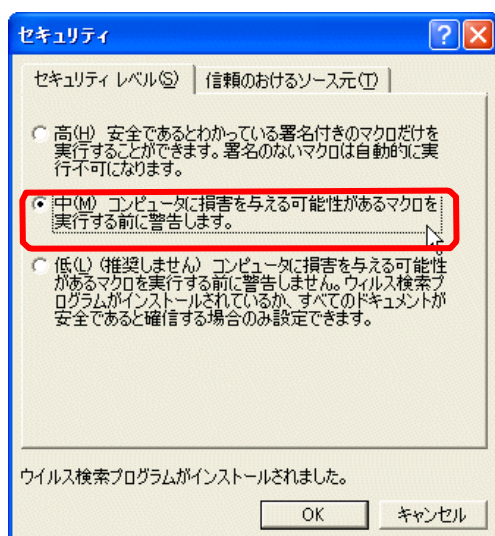 セキュリティ
セキュリティ レベル(S)
信頼のおけるソース元(T)
高(H) 安全であるとわかっている署名付きのマクロだけを
実行することができます。署名のないマクロは自動的に実
行不可になります。
中(M) コンピュータに損害を与える可能性があるマクロを
実行する前に警告します。
低(L) (推奨しません) コンピュータに損害を与える可能性
があるマクロを実行する前に警告しません。ウィルス検索プ
ログラムがインストールされているか、すべてのドキュメントが
安全であると確信する場合のみ設定できます。
ウイルス検索プログラムがインストールされました。
OK
キャンセル